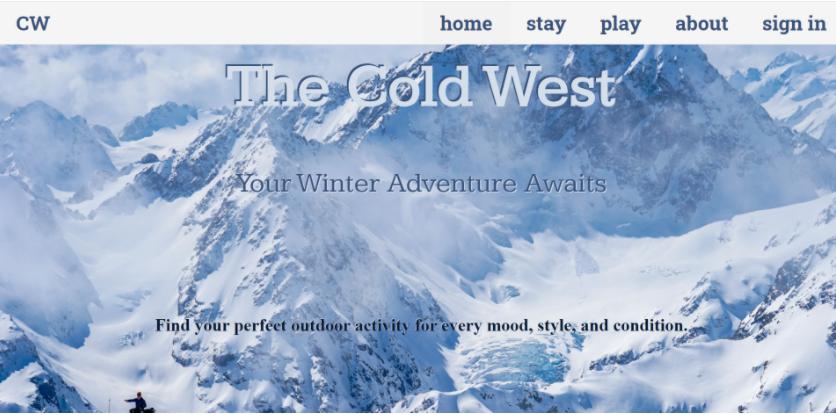 CW home stay play about sign in
The Cold West
Your Winter Adventure Awaits
Find your perfect outdoor activity for every mood, style, and condition.